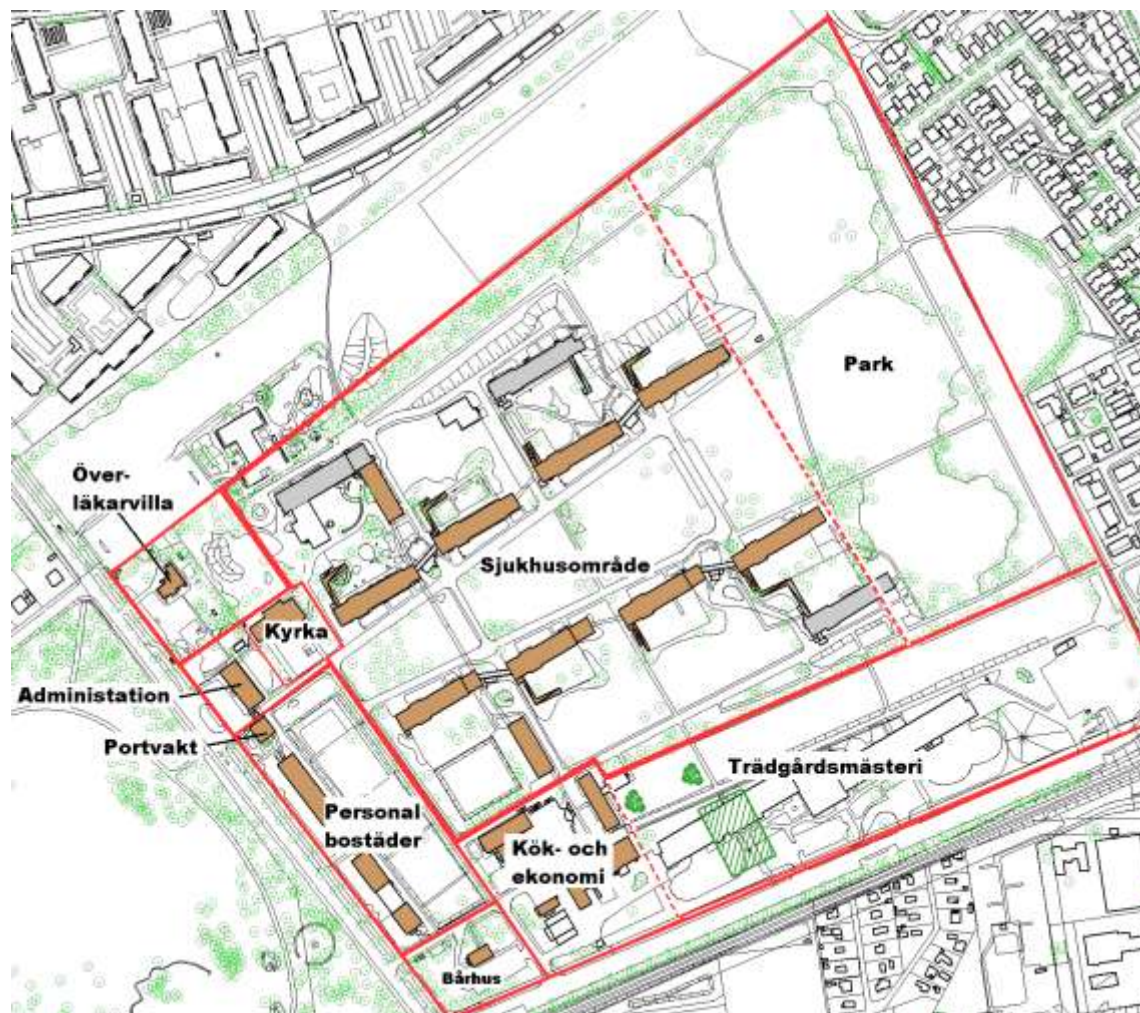 Park
Över-
läkarvilla
Sjukhusområde
Kyrka
Administation
Portvakt
Trädgårdsmästeri
Personal
bostäder
Kök- och
ekonomi
Bårhus